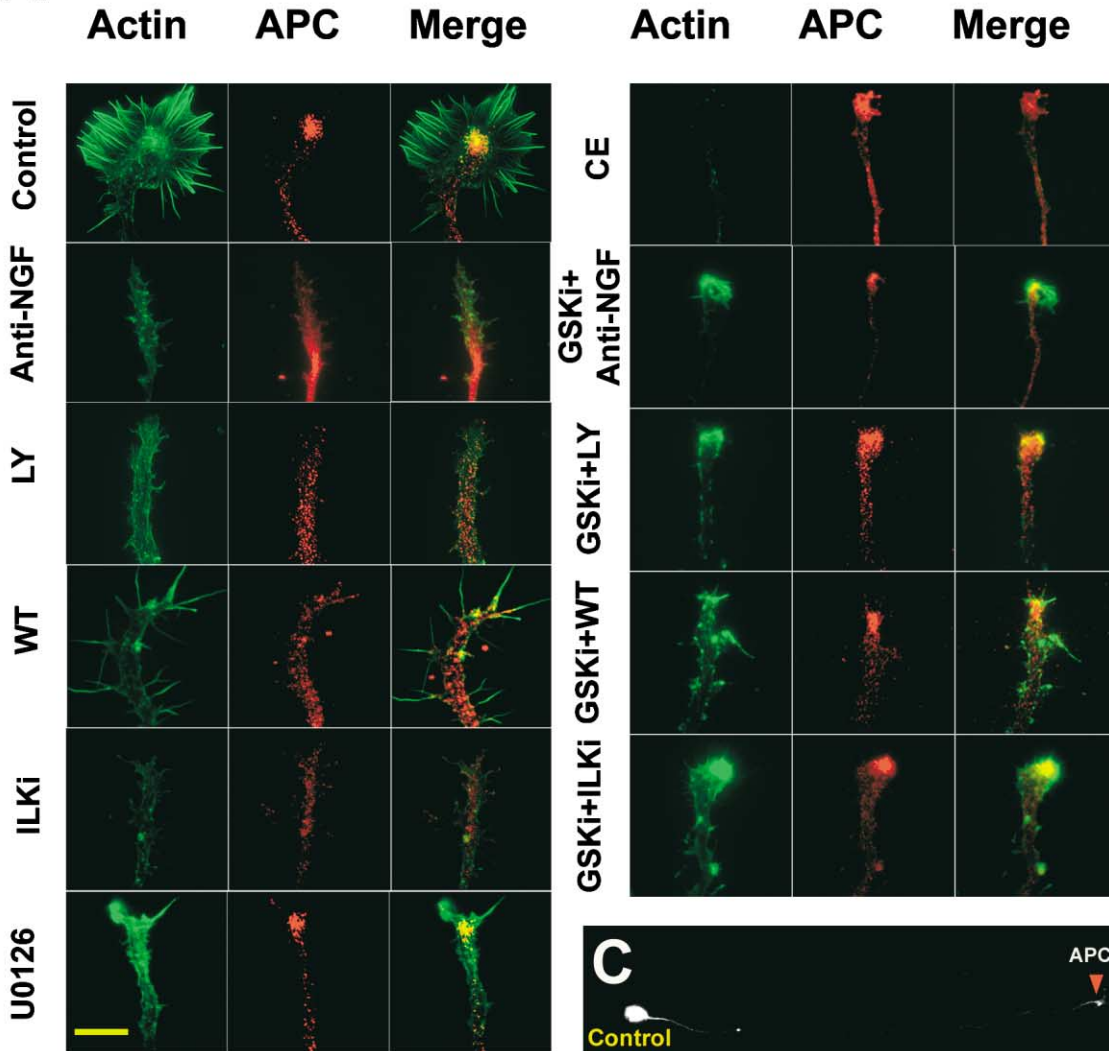 Actin APC Merge
Control
Anti-NGF
LY
WT
ILKi
U0126
Actin APC Merge
CE
GSKi+
Anti-NGF
GSKi+LY
GSKi+WT
GSKi+ILKi
C
APC
Control